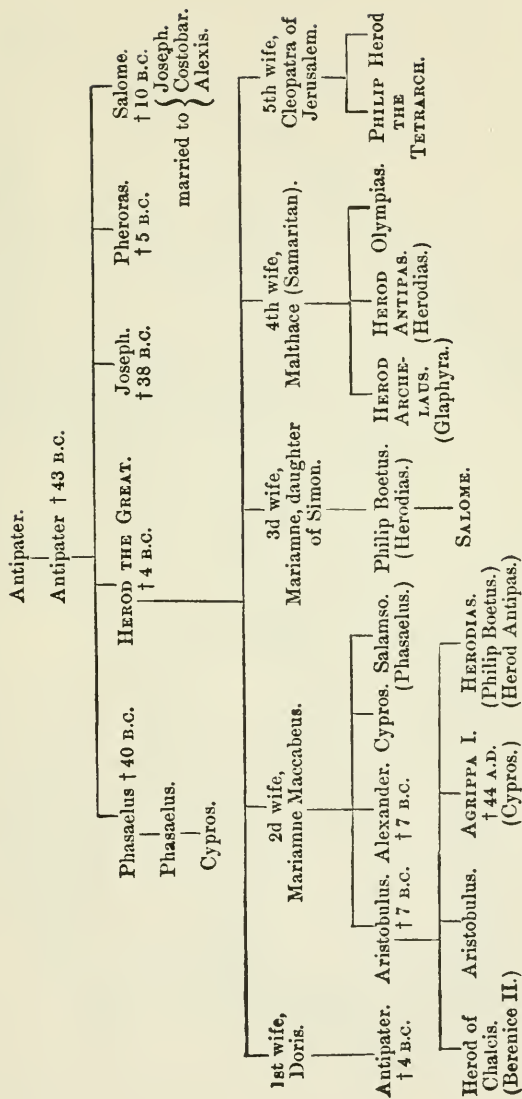 Antipater.
Antipater † 43 B.C.
Phasaelus † 40 B.C.
Phasaelus.
Cypros.
HEROD THE GREAT.
† 4 B.C.
Joseph.
† 38 B.C.
Pheroras.
† 5 B.C.
Salome.
† 10 B.C.
married to { Joseph.
Costobar.
Alexis.
1st wife,
Doris.
Antipater.
† 4 B.C.
2d wife,
Mariamne Maccabeus.
Aristobulus.
† 7 B.C.
Alexander.
† 7 B.C.
Cypros.
Salamso.
(Phasaelus.)
3d wife,
Mariamne, daughter
of Simon.
Philip Boetus.
(Herodias.)
SALOME.
4th wife,
Malthace (Samaritan).
HEROD
ARCHE-
LAUS.
(Glaphyra.)
HEROD
ANTIPAS.
(Herodias.)
Olympias.
5th wife,
Cleopatra of
Jerusalem.
PHILIP
THE
TETRARCH.
Herod
Herod of
Chalcis.
(Berenice II.)
Aristobulus.
AGRIPPA I.
† 44 A.D.
(Cypros.)
HERODIAS.
(Philip Boetus.)
(Herod Antipas.)